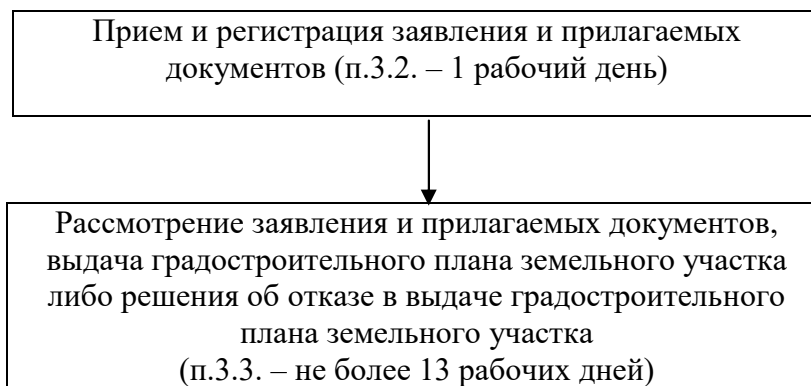 Прием и регистрация заявления и прилагаемых
документов (п.3.2. – 1 рабочий день)
Рассмотрение заявления и прилагаемых документов,
выдача градостроительного плана земельного участка
либо решения об отказе в выдаче градостроительного
плана земельного участка
(п.3.3. – не более 13 рабочих дней)